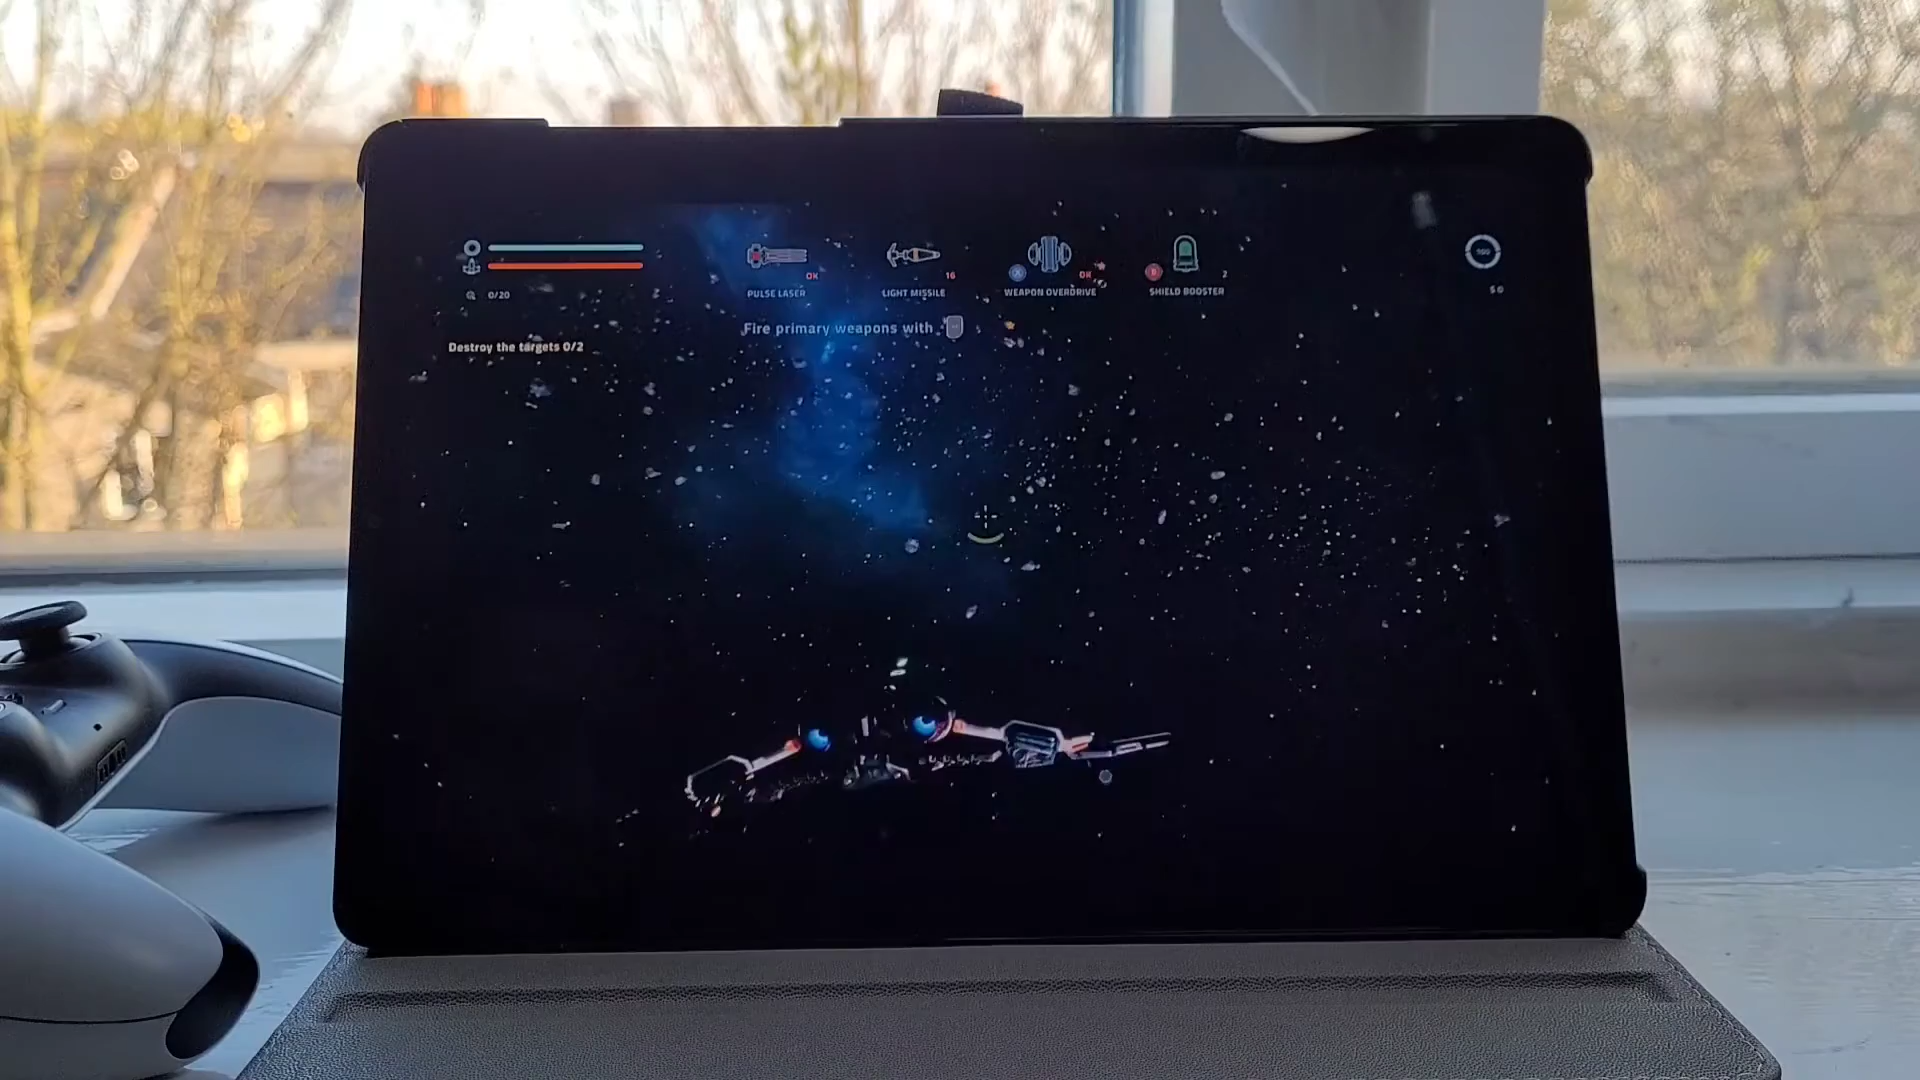 OK
16
OK
2
PULSE LASER
LIGHT MISSILE
WEAPON OVERDRIVE
SHIELD BOOSTER
0/20
$0
Fire primary weapons with
Destroy the targets 0/2